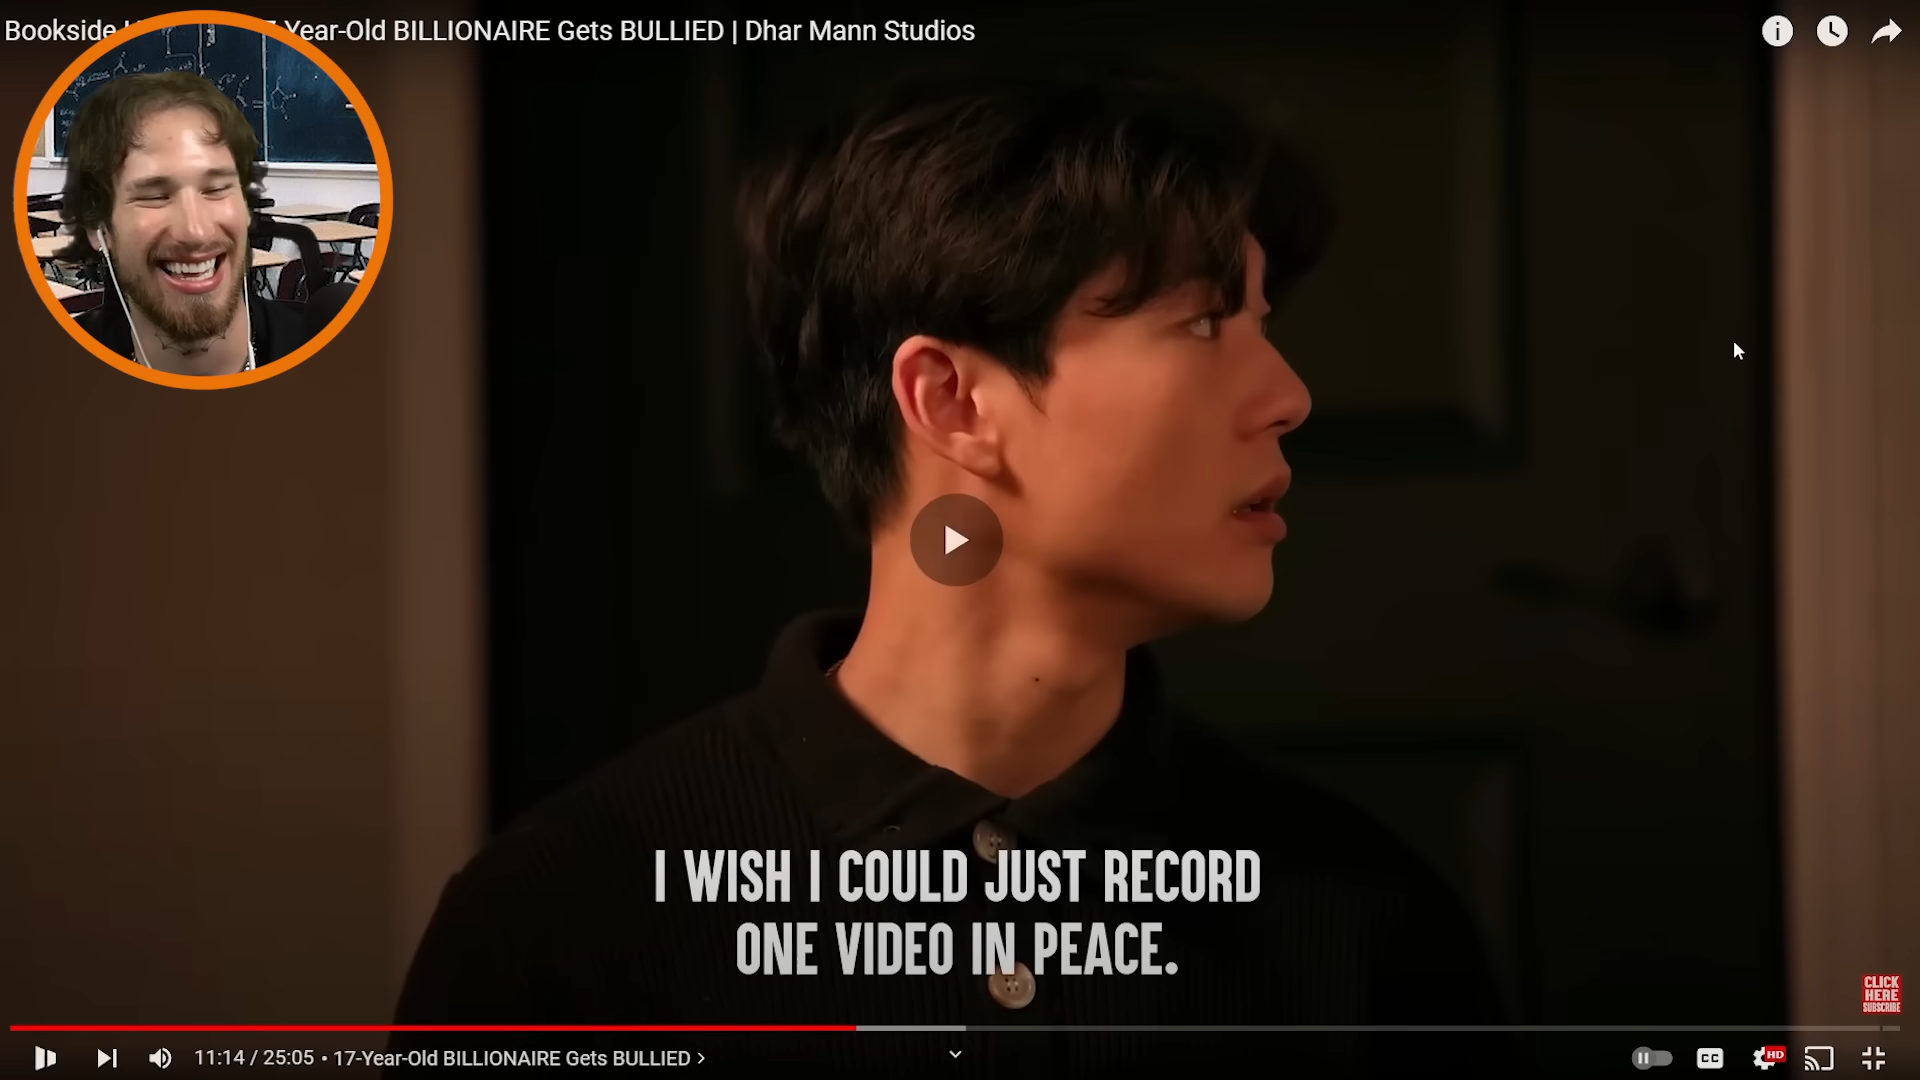 Bookside Year-Old BILLIONAIRE Gets BULLIED | Dhar Mann Studios
I WISH I COULD JUST RECORD
ONE VIDEO IN PEACE.
CLICK
HERE
SUBSCRIBE
11:14 / 25:05 • 17-Year-Old BILLIONAIRE Gets BULLIED >
CC
HD